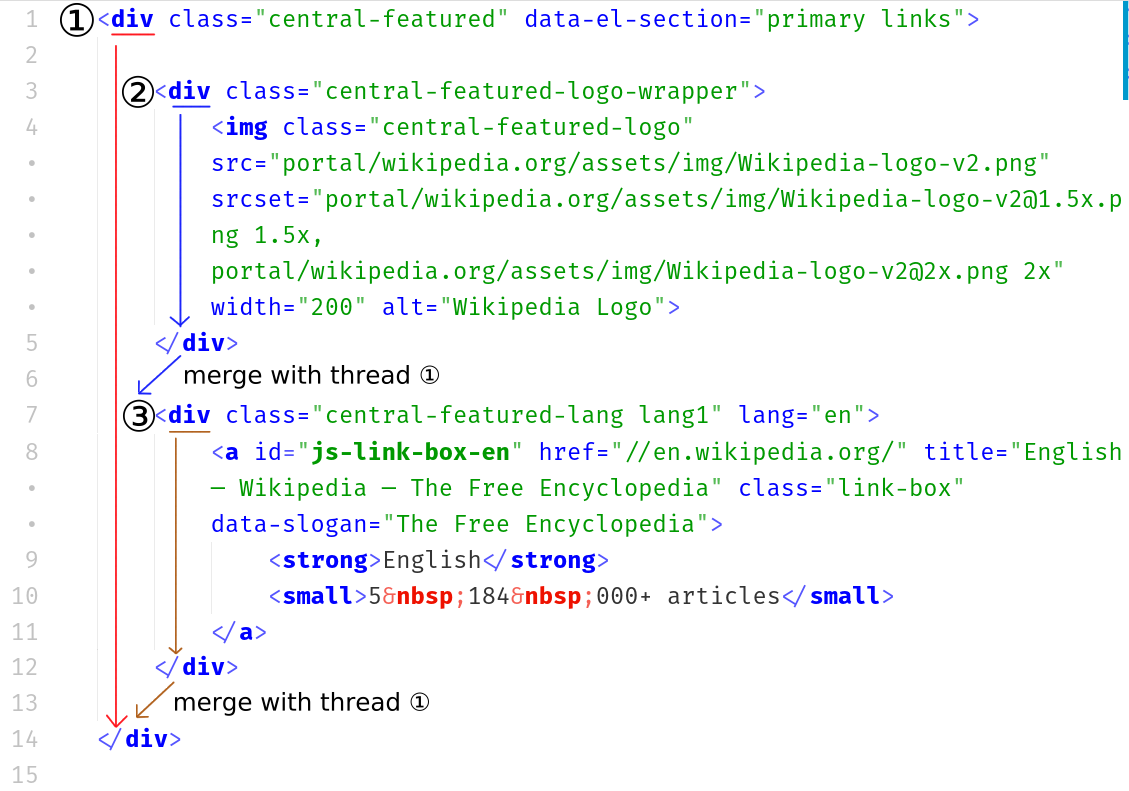 1 ①<div class="central-featured" data-el-section="primary links">
2
3 ②<div class="central-featured-logo-wrapper">
4 <img class="central-featured-logo"
• src="portal/wikipedia.org/assets/img/Wikipedia-logo-v2.png"
• srcset="portal/wikipedia.org/assets/img/Wikipedia-logo-v2@1.5x.p
• ng 1.5x,
• portal/wikipedia.org/assets/img/Wikipedia-logo-v2@2x.png 2x"
• width="200" alt="Wikipedia Logo">
5 </div>
6 merge with thread ①
7 ③<div class="central-featured-lang lang1" lang="en">
8 <a id="js-link-box-en" href="//en.wikipedia.org/" title="English
• — Wikipedia — The Free Encyclopedia" class="link-box"
• data-slogan="The Free Encyclopedia">
9 <strong>English</strong>
10 <small>5&nbsp;184&nbsp;000+ articles</small>
11 </a>
12 </div>
13 merge with thread ①
14 </div>
15